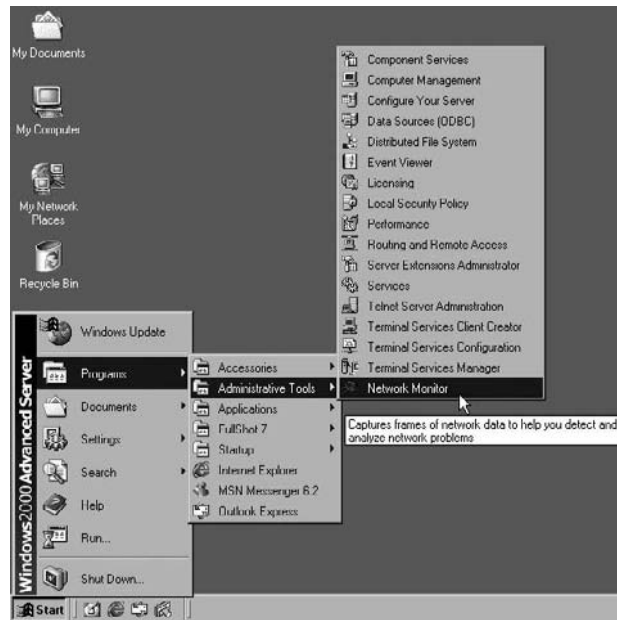 My Documents
My Computer
My Network
Places
Recycle Bin
Windows2000 Advanced Server
Windows Update
Programs
Documents
Settings
Search
Help
Run...
Shut Down...
Start
Accessories
Administrative Tools
Applications
FullShot 7
Startup
Internet Explorer
MSN Messenger 6.2
Outlook Express
Component Services
Computer Management
Configure Your Server
Data Sources (ODBC)
Distributed File System
Event Viewer
Licensing
Local Security Policy
Performance
Routing and Remote Access
Server Extensions Administrator
Services
Telnet Server Administration
Terminal Services Client Creator
Terminal Services Configuration
Terminal Services Manager
Network Monitor
Captures frames of network data to help you detect and
analyze network problems